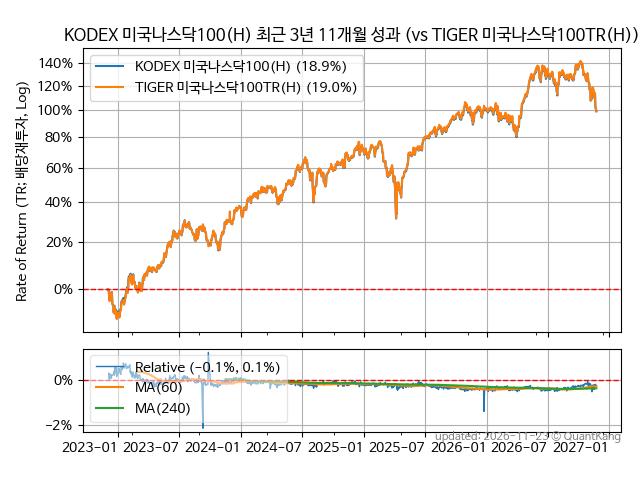 KODEX 미국나스닥100(H) 최근 3년 11개월 성과 (vs TIGER 미국나스닥100TR(H))
Rate of Return (TR; 배당재투자, Log)
140%
120%
100%
80%
60%
40%
20%
0%
KODEX 미국나스닥100(H) (18.9%)
TIGER 미국나스닥100TR(H) (19.0%)
0%
−2%
Relative (−0.1%, 0.1%)
MA(60)
MA(240)
updated: 2026-11-23 © QuantKang
2023-01 2023-07 2024-01 2024-07 2025-01 2025-07 2026-01 2026-07 2027-01